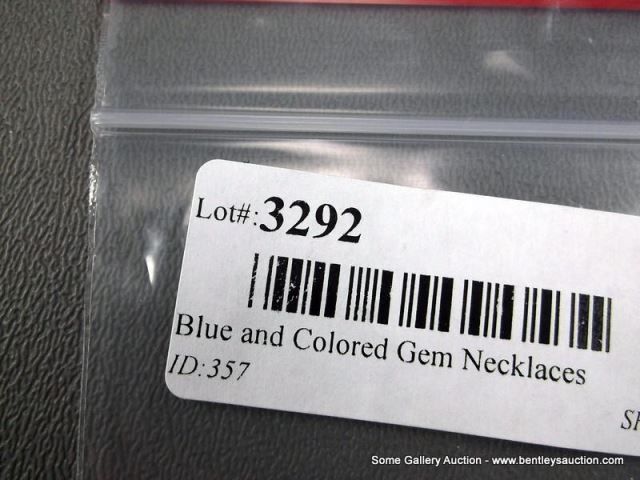 Lot#:3292
Blue and Colored Gem Necklaces
ID:357
Some Gallery Auction - www.bentleysauction.com